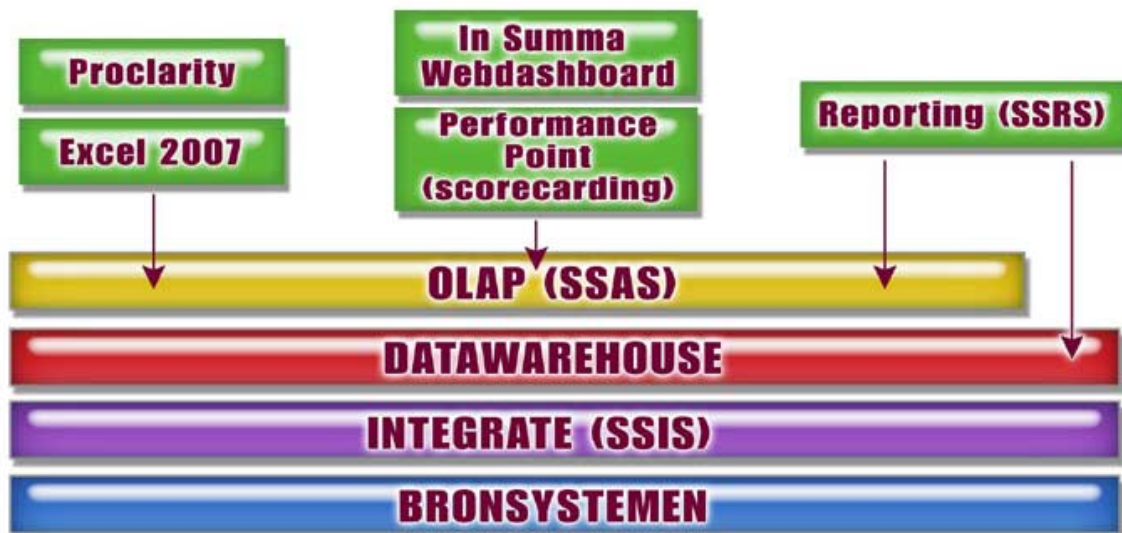 Proclarity
Excel 2007
In Summa
Webdashboard
Performance
Point
(scorecarding)
Reporting (SSRS)
OLAP (SSAS)
DATAWAREHOUSE
INTEGRATE (SSIS)
BRONSYSTEMEN